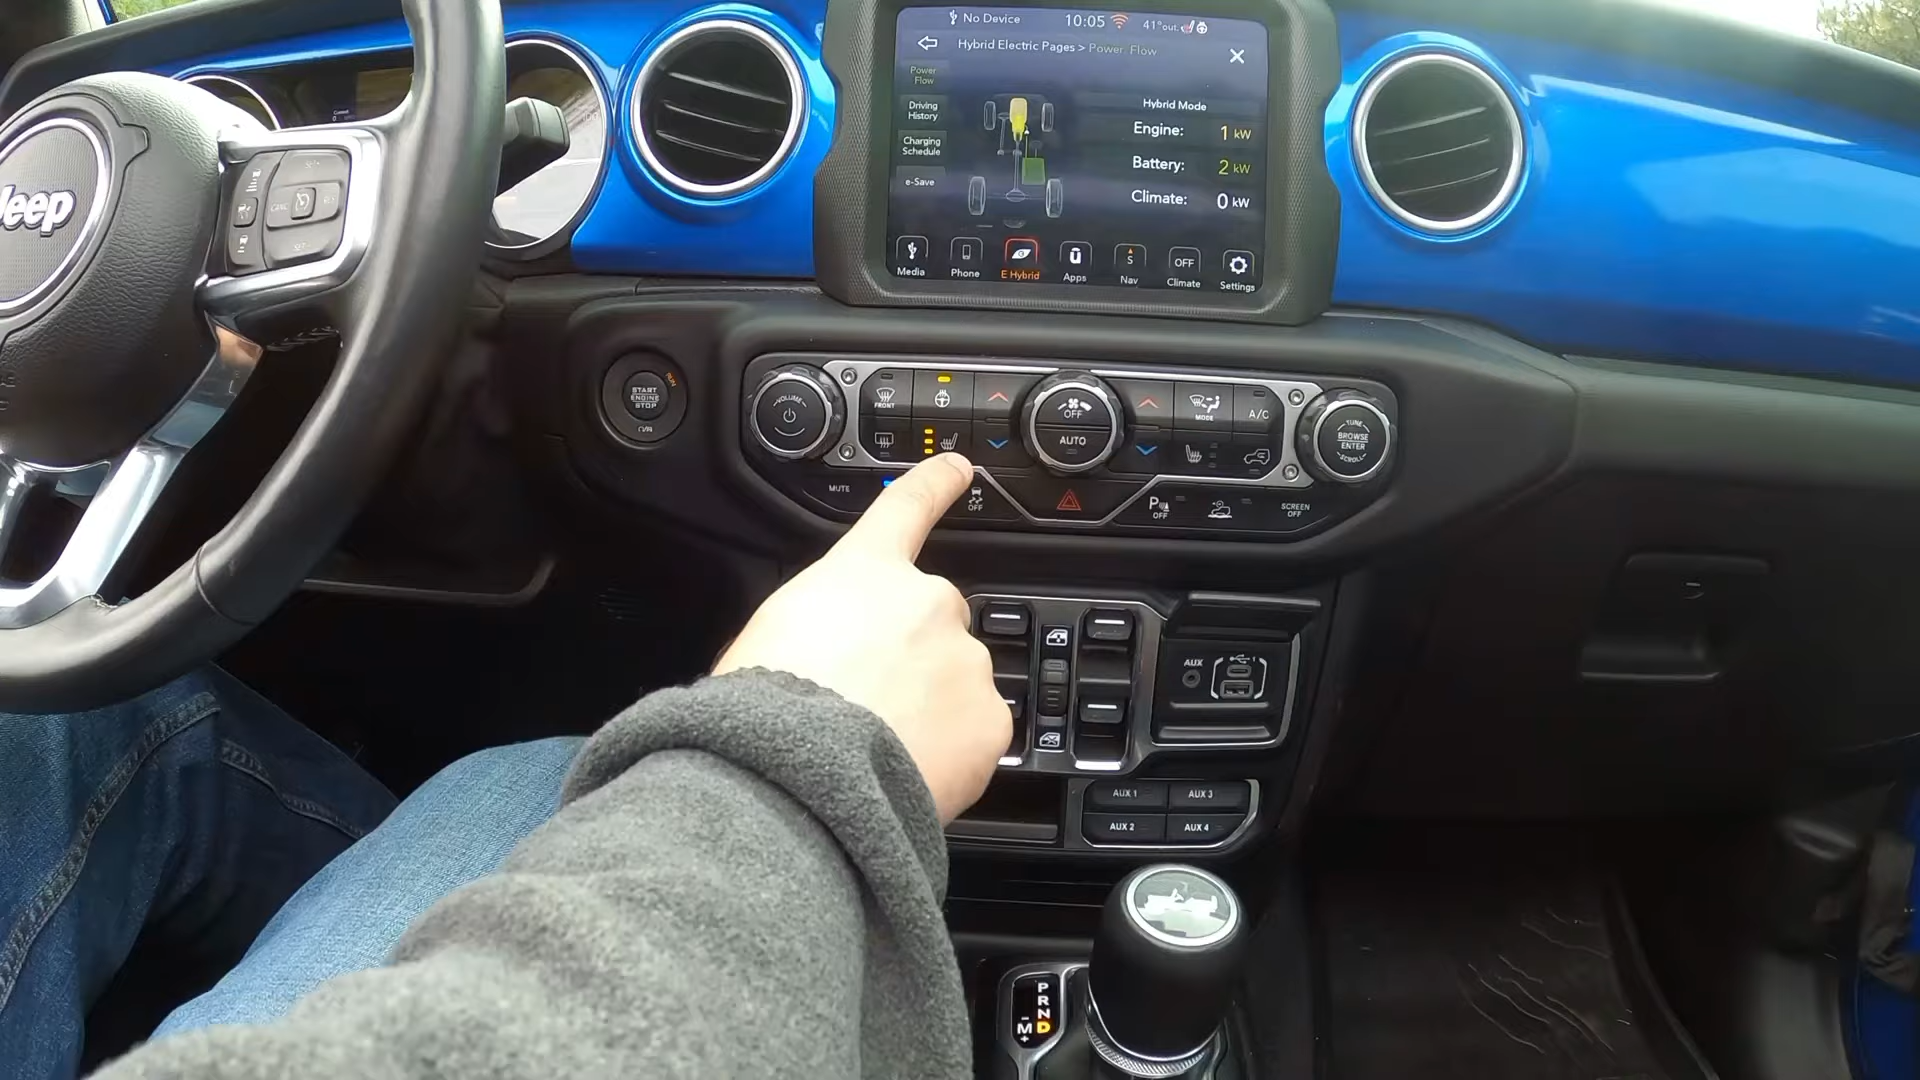 No Device
10:05
41°out
Hybrid Electric Pages > Power Flow
Power
Flow
Driving
History
Charging
Schedule
e-Save
Hybrid Mode
Engine: 1 kW
Battery: 2 kW
Climate: 0 kW
Media
Phone
E Hybrid
Apps
S
Nav
OFF
Climate
Settings
Jeep
START
ENGINE
STOP
RUN
VOLUME
FRONT
OFF
AUTO
MODE
A/C
TUNE
BROWSE
ENTER
SCROLL
MUTE
OFF
P
OFF
SCREEN
OFF
AUX
AUX 1
AUX 3
AUX 2
AUX 4
P
R
N
D
-
M
+